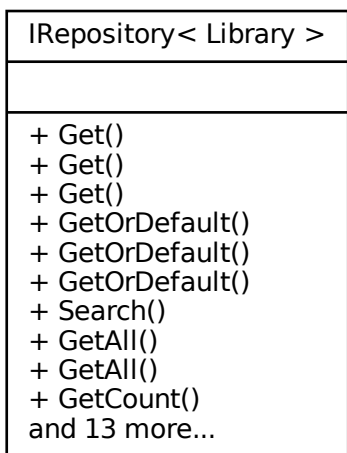 IRepository< Library >
+ Get()
+ Get()
+ Get()
+ GetOrDefault()
+ GetOrDefault()
+ GetOrDefault()
+ Search()
+ GetAll()
+ GetAll()
+ GetCount()
and 13 more...